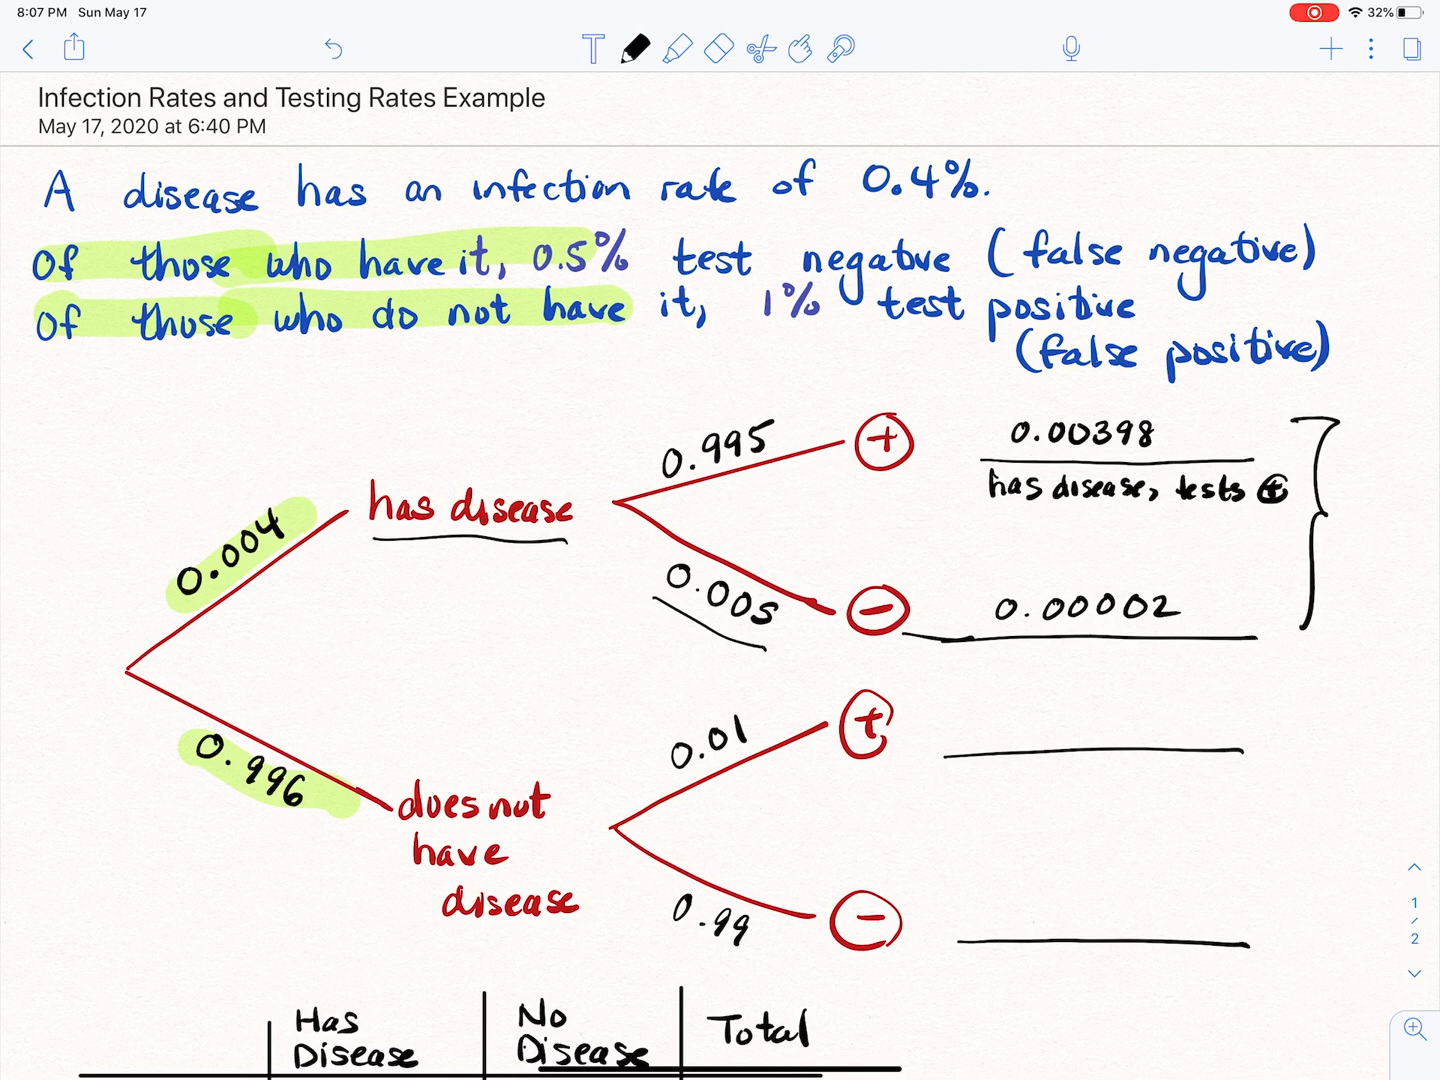 8:07 PM Sun May 17
32%
Infection Rates and Testing Rates Example
May 17, 2020 at 6:40 PM
A disease has an infection rate of 0.4%.
Of those who have it, 0.5% test negative (false negative)
Of those who do not have it, 1% test positive
(false positive)
0.995 + 0.00398
has disease, tests +
0.004 has disease
0.005 − 0.00002
0.01 +
0.996
does not
have
disease
0.99 −
1
/
2
Has No Total
Disease Disease